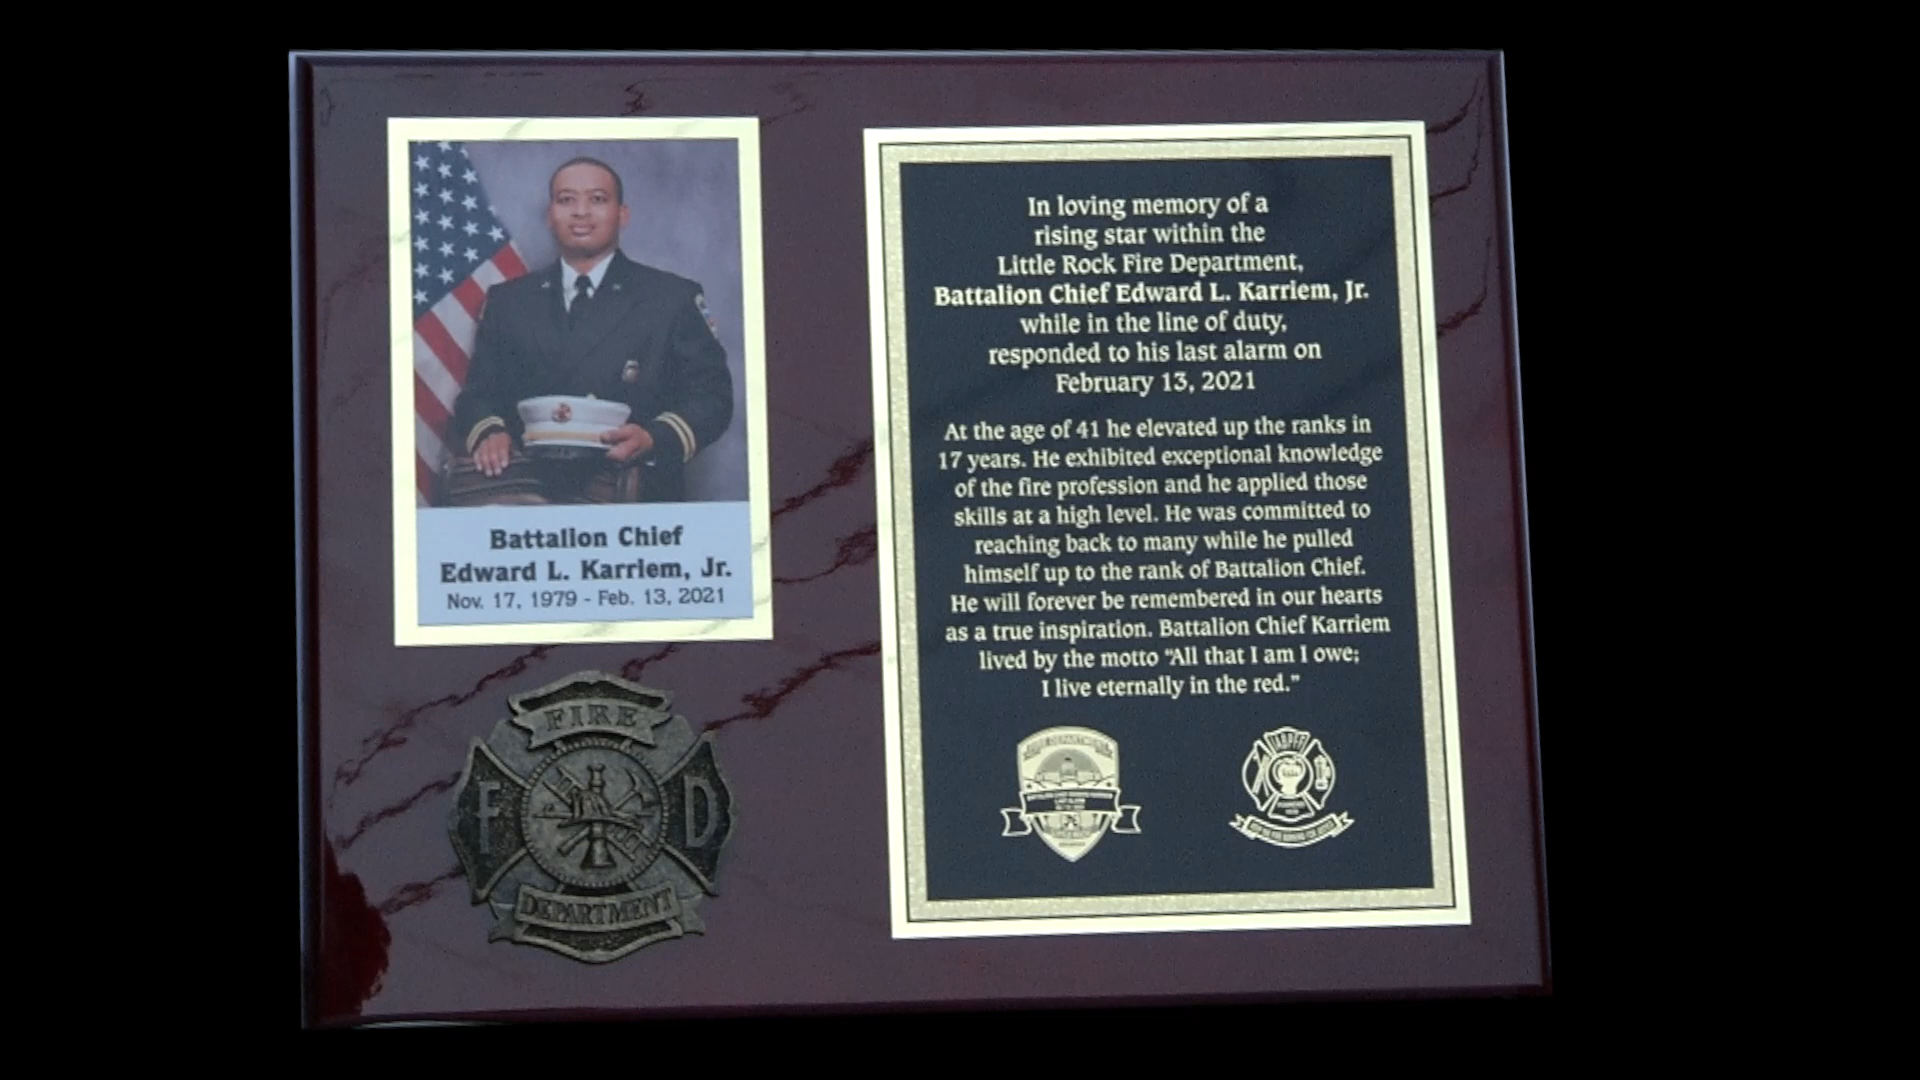 Battalion Chief
Edward L. Karriem, Jr.
Nov. 17, 1979 - Feb. 13, 2021
FIRE
F D
DEPARTMENT
In loving memory of a
rising star within the
Little Rock Fire Department,
Battalion Chief Edward L. Karriem, Jr.
while in the line of duty,
responded to his last alarm on
February 13, 2021
At the age of 41 he elevated up the ranks in
17 years. He exhibited exceptional knowledge
of the fire profession and he applied those
skills at a high level. He was committed to
reaching back to many while he pulled
himself up to the rank of Battalion Chief.
He will forever be remembered in our hearts
as a true inspiration. Battalion Chief Karriem
lived by the motto “All that I am I owe;
I live eternally in the red.”
FIRE DEPARTMENT
IABPFF